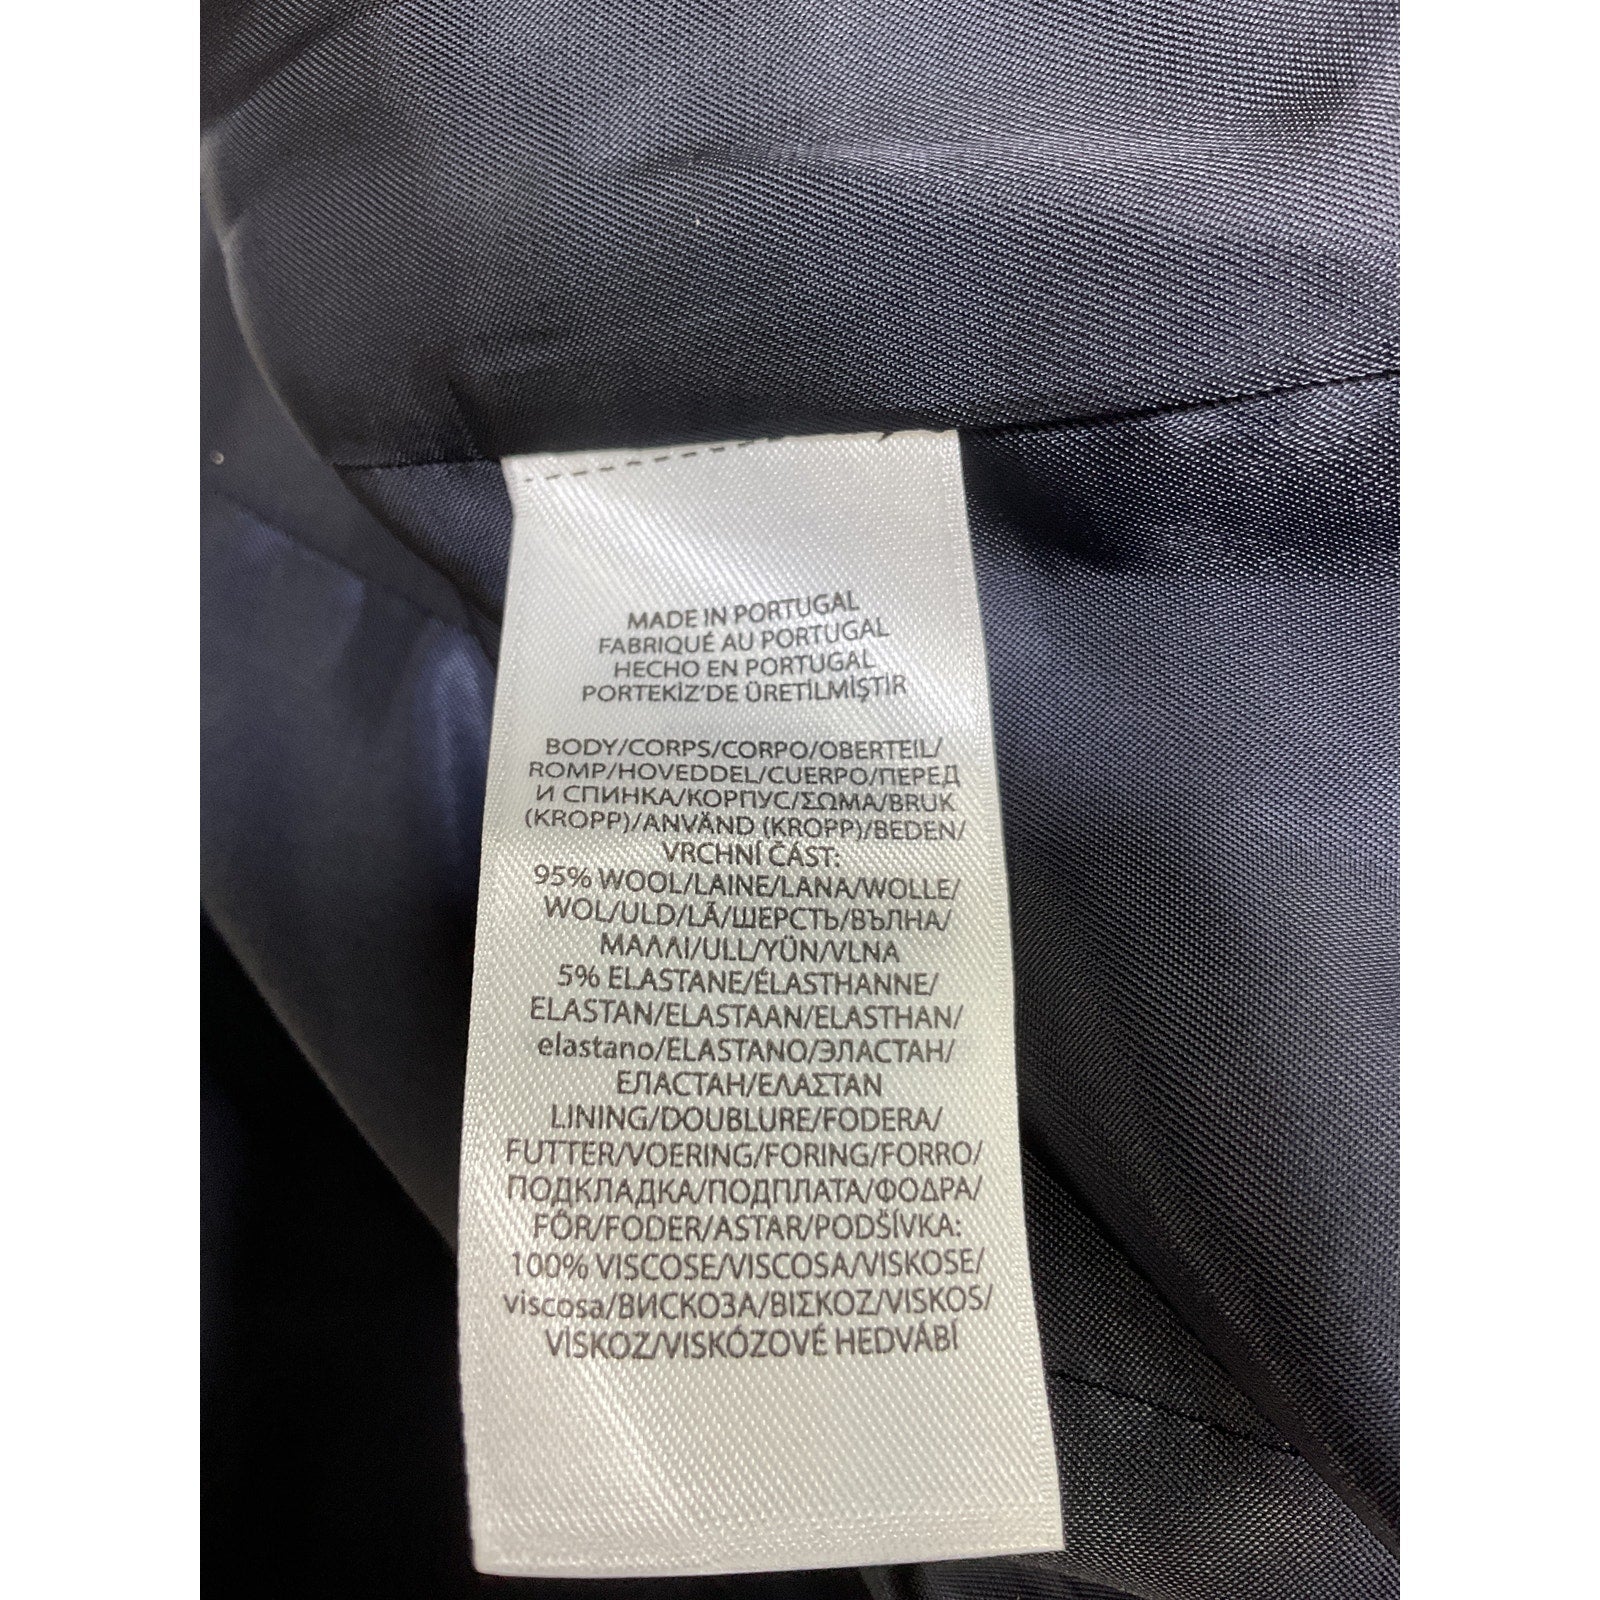 MADE IN PORTUGAL
FABRIQUÉ AU PORTUGAL
HECHO EN PORTUGAL
PORTEKİZ'DE ÜRETİLMİŞTİR
BODY/CORPS/CORPO/OBERTEIL/
ROMP/HOVEDDEL/CUERPO/ПЕРЕД
И СПИНКА/КОРПУС/ΣΩΜΑ/BRUK
(KROPP)/ANVÄND (KROPP)/BEDEN/
VRCHNÍ ČÁST:
95% WOOL/LAINE/LANA/WOLLE/
WOL/ULD/LÃ/ШЕРСТЬ/ВЪЛНА/
ΜΑΛΛΙ/ULL/YÜN/VLNA
5% ELASTANE/ÉLASTHANNE/
ELASTAN/ELASTAAN/ELASTHAN/
elastano/ELASTANO/ЭЛАСТАН/
ЕЛАСТАН/ΕΛΑΣΤΑΝ
LINING/DOUBLURE/FODERA/
FUTTER/VOERING/FORING/FORRO/
ПОДКЛАДКА/ПОДПЛАТА/ΦΟΔΡΑ/
FÔR/FODER/ASTAR/PODŠÍVKA:
100% VISCOSE/VISCOSA/VISKOSE/
viscosa/ВИСКОЗА/ΒΙΣΚΟΖ/VISKOS/
VİSKOZ/VISKÓZOVÉ HEDVÁBÍ